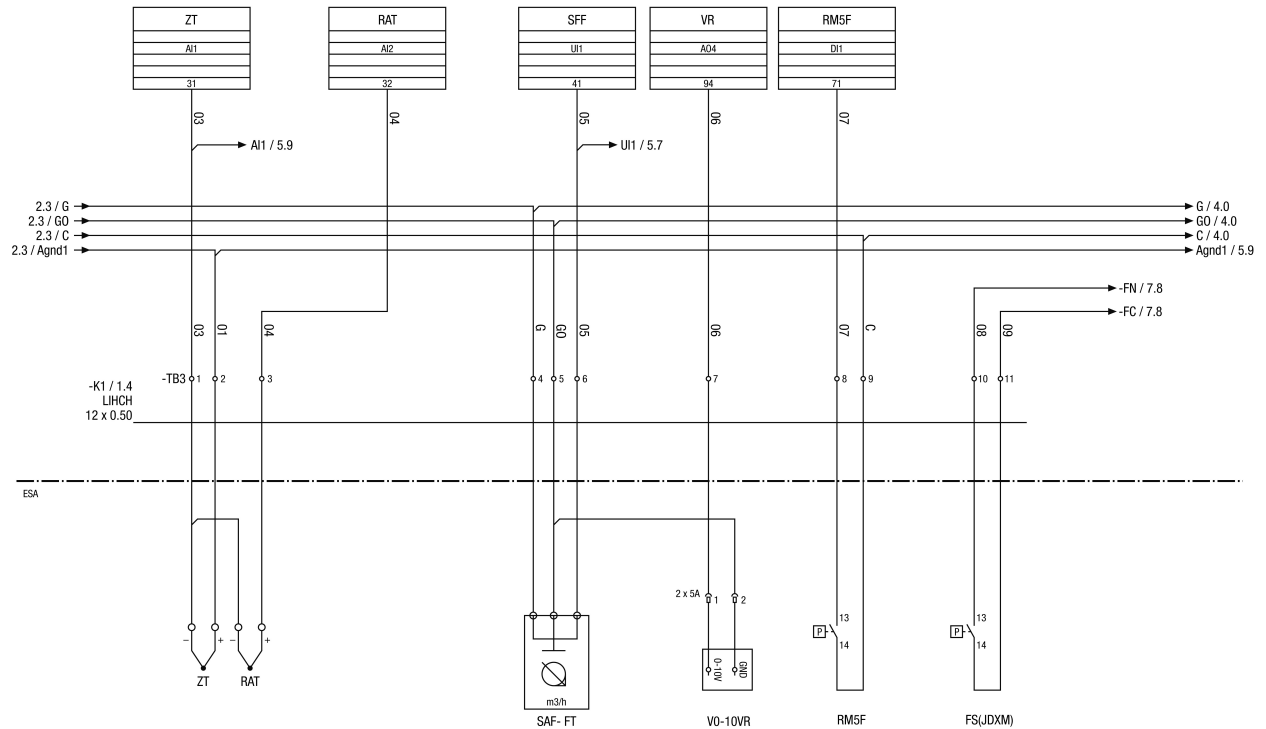 ZT
RAT
SFF
VR
RM5F
AI1
AI2
UI1
AO4
DI1
31
32
41
94
71
03
04
05
06
07
AI1 / 5.9
UI1 / 5.7
2.3 / G
G / 4.0
2.3 / GO
GO / 4.0
2.3 / C
C / 4.0
2.3 / Agnd1
Agnd1 / 5.9
-FN / 7.8
-FC / 7.8
03
01
04
G
GO
05
06
07
C
08
09
-TB3
1
2
3
4
5
6
7
8
9
10
11
-K1 / 1.4
LIHCH
12 x 0.50
ESA
2 x 5A
1
2
13
13
P
P
14
14
–
+
–
+
0-10V
GND
ZT
RAT
m3/h
SAF- FT
V0-10VR
RM5F
FS(JDXM)